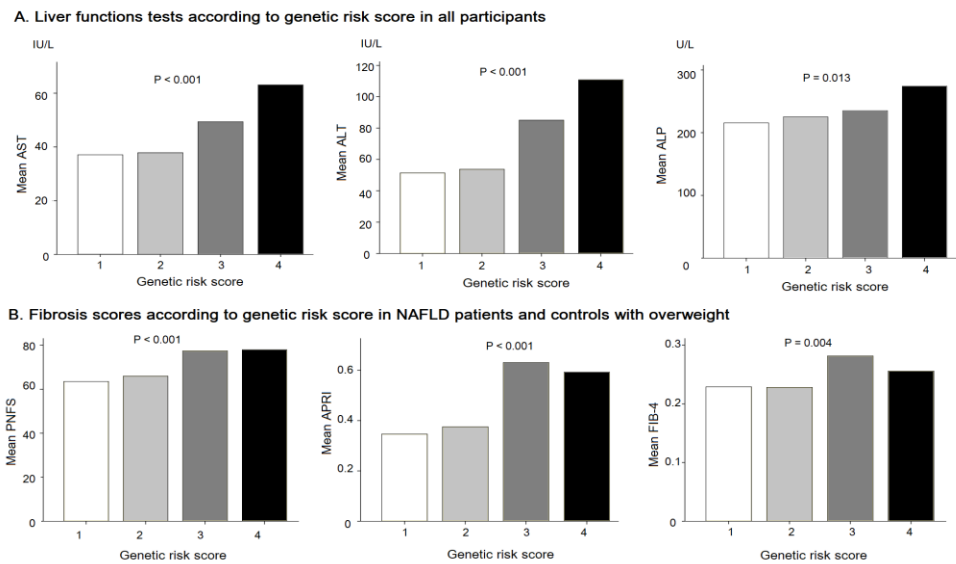 A. Liver functions tests according to genetic risk score in all participants
IU/L
P < 0.001
Mean AST
60
40
20
0
1 2 3 4
Genetic risk score
IU/L
P < 0.001
Mean ALT
120
100
80
60
40
20
0
1 2 3 4
Genetic risk score
U/L
P = 0.013
Mean ALP
300
200
100
0
1 2 3 4
Genetic risk score
B. Fibrosis scores according to genetic risk score in NAFLD patients and controls with overweight
P < 0.001
Mean PNFS
80
60
40
20
0
1 2 3 4
Genetic risk score
P < 0.001
Mean APRI
0.6
0.4
0.2
0
1 2 3 4
Genetic risk score
P = 0.004
Mean FIB-4
0.3
0.2
0.1
0
1 2 3 4
Genetic risk score